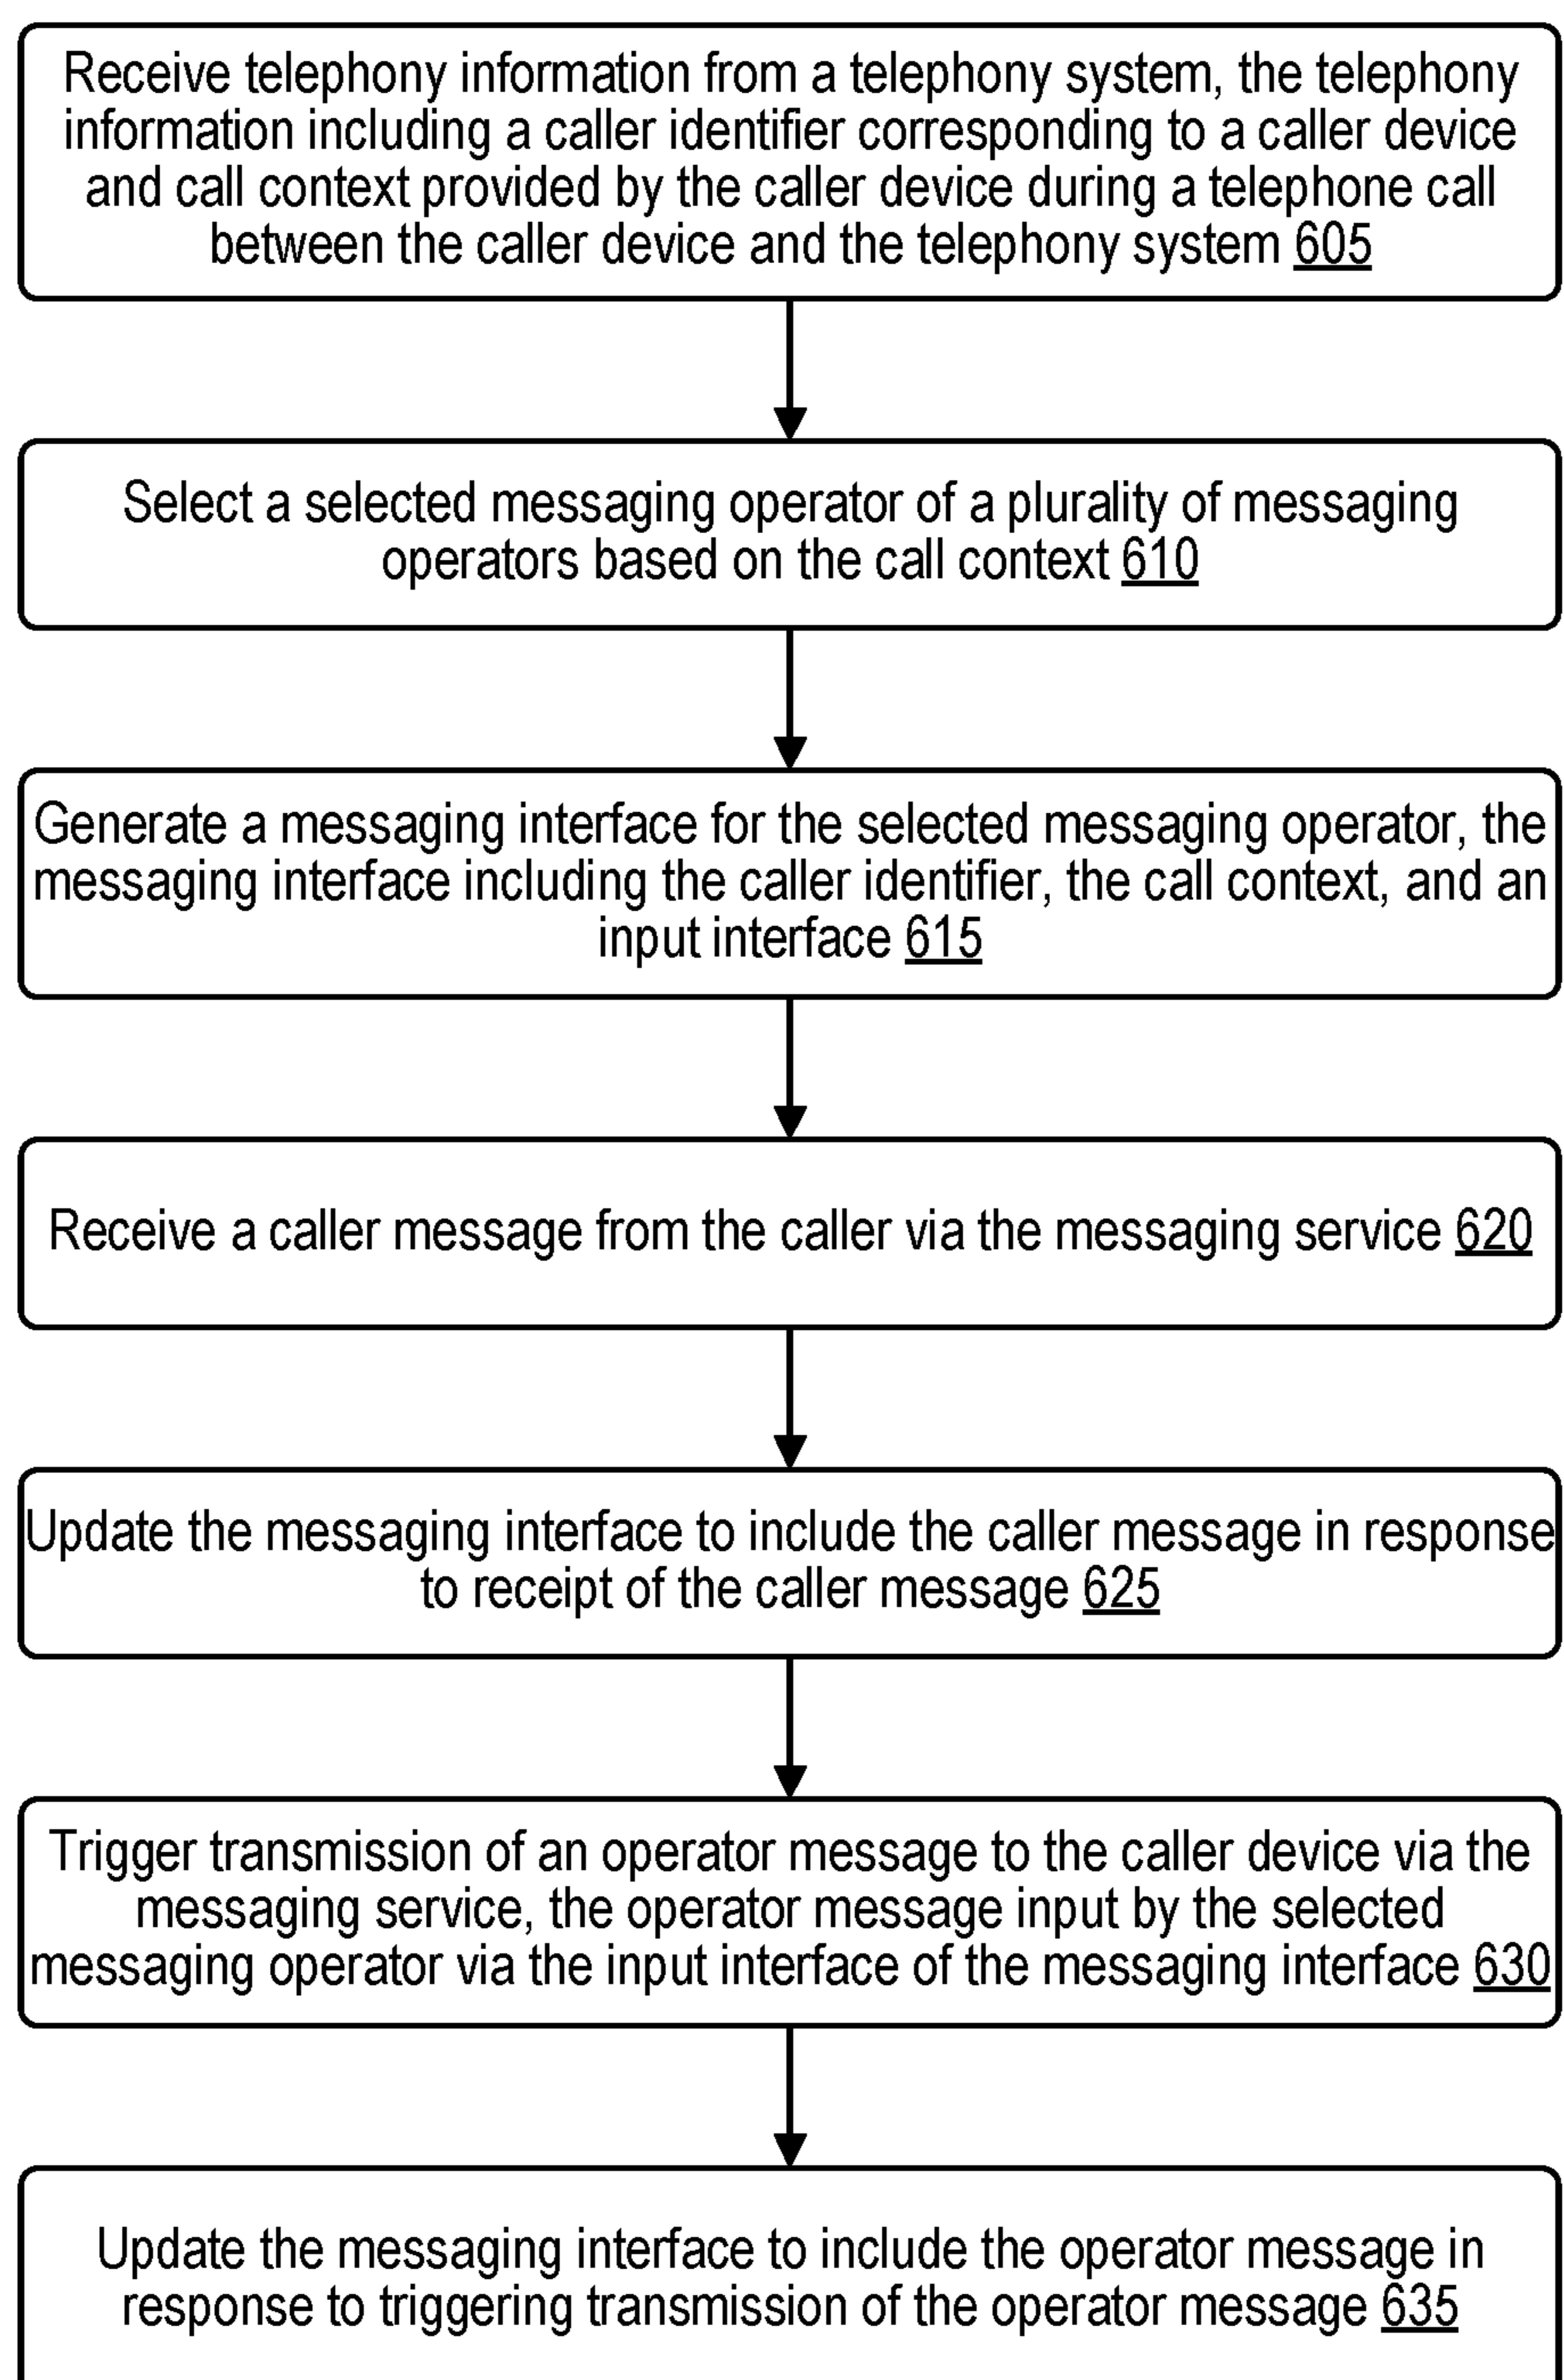 Receive telephony information from a telephony system, the telephony
information including a caller identifier corresponding to a caller device
and call context provided by the caller device during a telephone call
between the caller device and the telephony system 605
Select a selected messaging operator of a plurality of messaging
operators based on the call context 610
Generate a messaging interface for the selected messaging operator, the
messaging interface including the caller identifier, the call context, and an
input interface 615
Receive a caller message from the caller via the messaging service 620
Update the messaging interface to include the caller message in response
to receipt of the caller message 625
Trigger transmission of an operator message to the caller device via the
messaging service, the operator message input by the selected
messaging operator via the input interface of the messaging interface 630
Update the messaging interface to include the operator message in
response to triggering transmission of the operator message 635